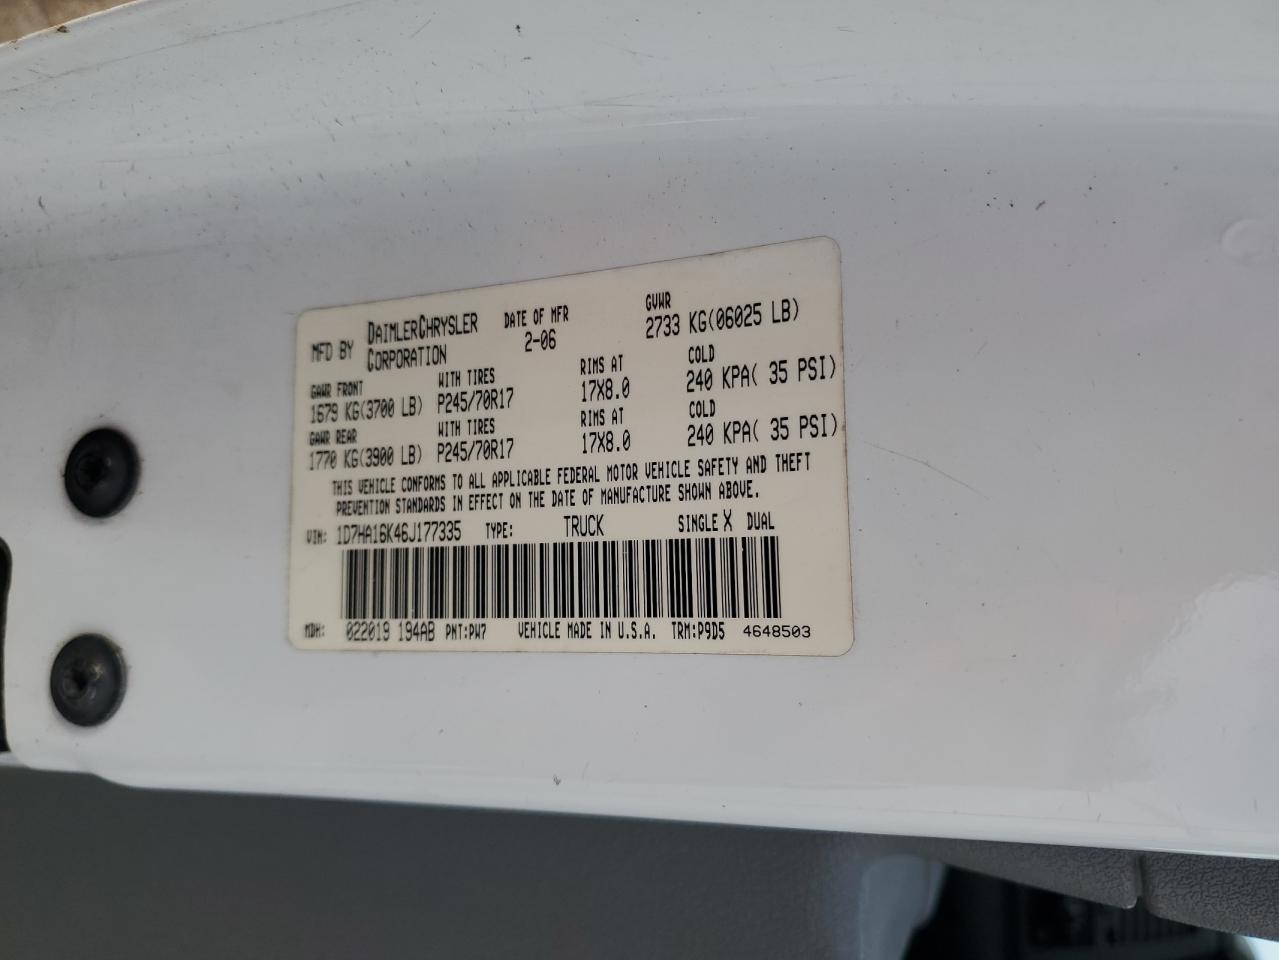 MFD BY DAIMLERCHRYSLER CORPORATION DATE OF MFR 2-06 GVWR 2733 KG(06025 LB)
GAWR FRONT WITH TIRES RIMS AT COLD
1679 KG(3700 LB) P245/70R17 17X8.0 240 KPA( 35 PSI)
GAWR REAR WITH TIRES RIMS AT COLD
1770 KG(3900 LB) P245/70R17 17X8.0 240 KPA( 35 PSI)
THIS VEHICLE CONFORMS TO ALL APPLICABLE FEDERAL MOTOR VEHICLE SAFETY AND THEFT
PREVENTION STANDARDS IN EFFECT ON THE DATE OF MANUFACTURE SHOWN ABOVE.
VIN: 1D7HA16K46J177335 TYPE: TRUCK SINGLE X DUAL
MDH: 022019 194AB PNT:PW7 VEHICLE MADE IN U.S.A. TRM:P9D5 4648503